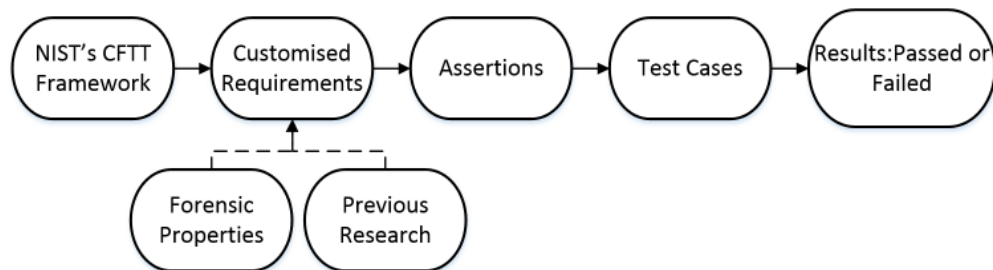 NIST's CFTT
Framework
Customised
Requirements
Assertions
Test Cases
Results:Passed or
Failed
Forensic
Properties
Previous
Research